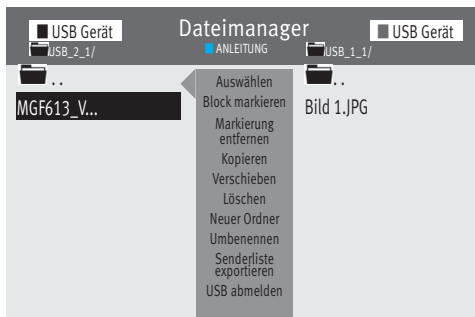 USB Gerät
Dateimanager
USB Gerät
USB_2_1/
ANLEITUNG
USB_1_1/
..
MGF613_V...
Auswählen
Block markieren
Markierung
entfernen
Kopieren
Verschieben
Löschen
Neuer Ordner
Umbenennen
Senderliste
exportieren
USB abmelden
..
Bild 1.JPG